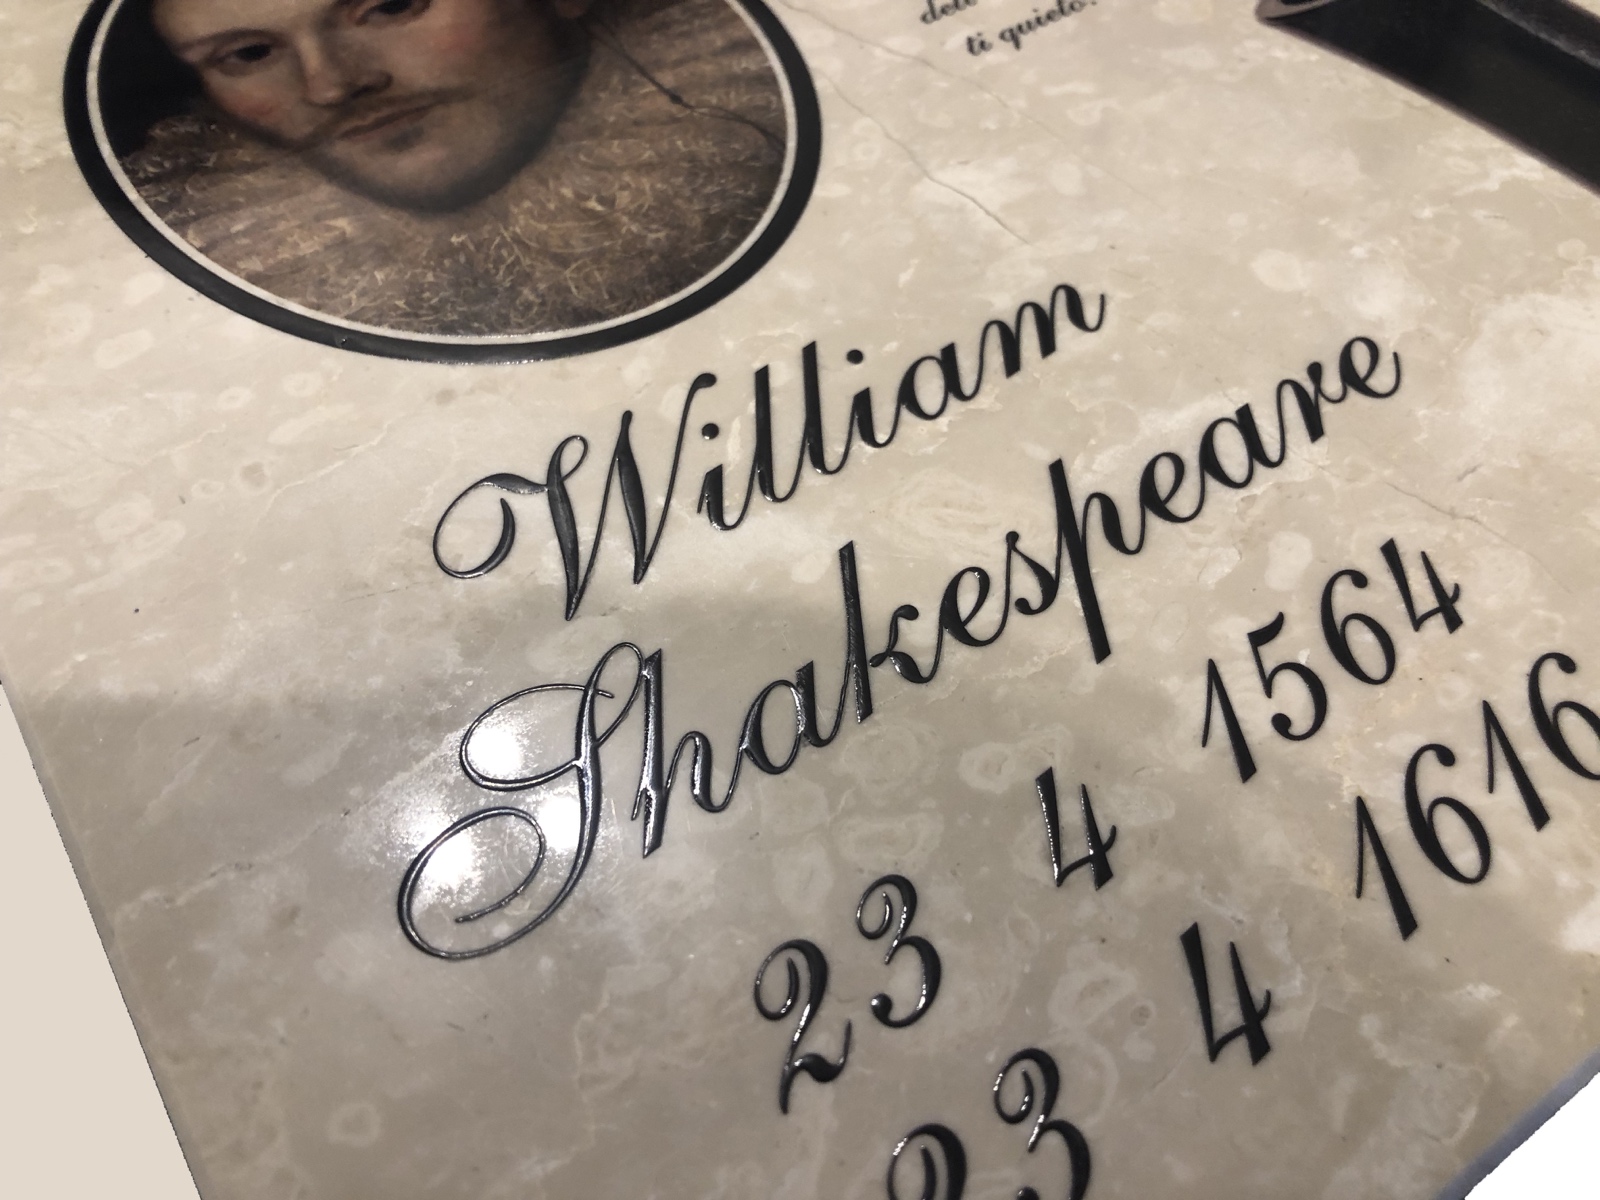 ti quieto.
William
Shakespeare
23 4 1564
23 4 1616